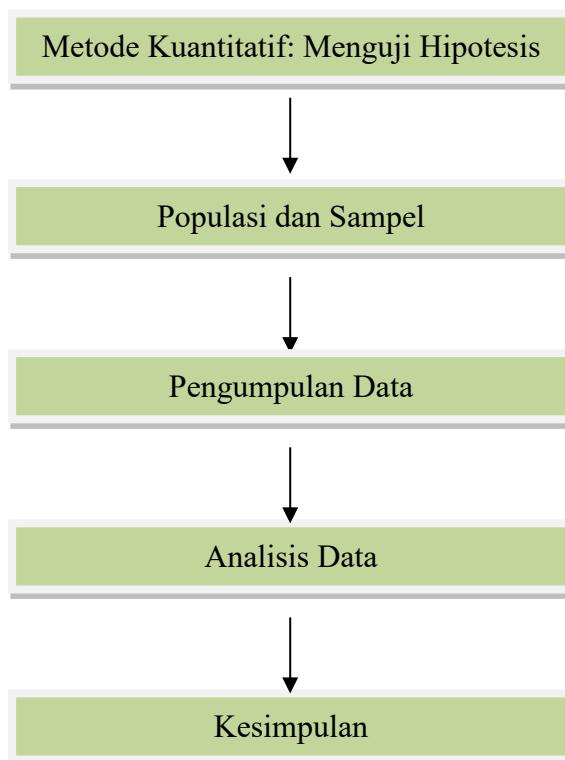 Metode Kuantitatif: Menguji Hipotesis
Populasi dan Sampel
Pengumpulan Data
Analisis Data
Kesimpulan